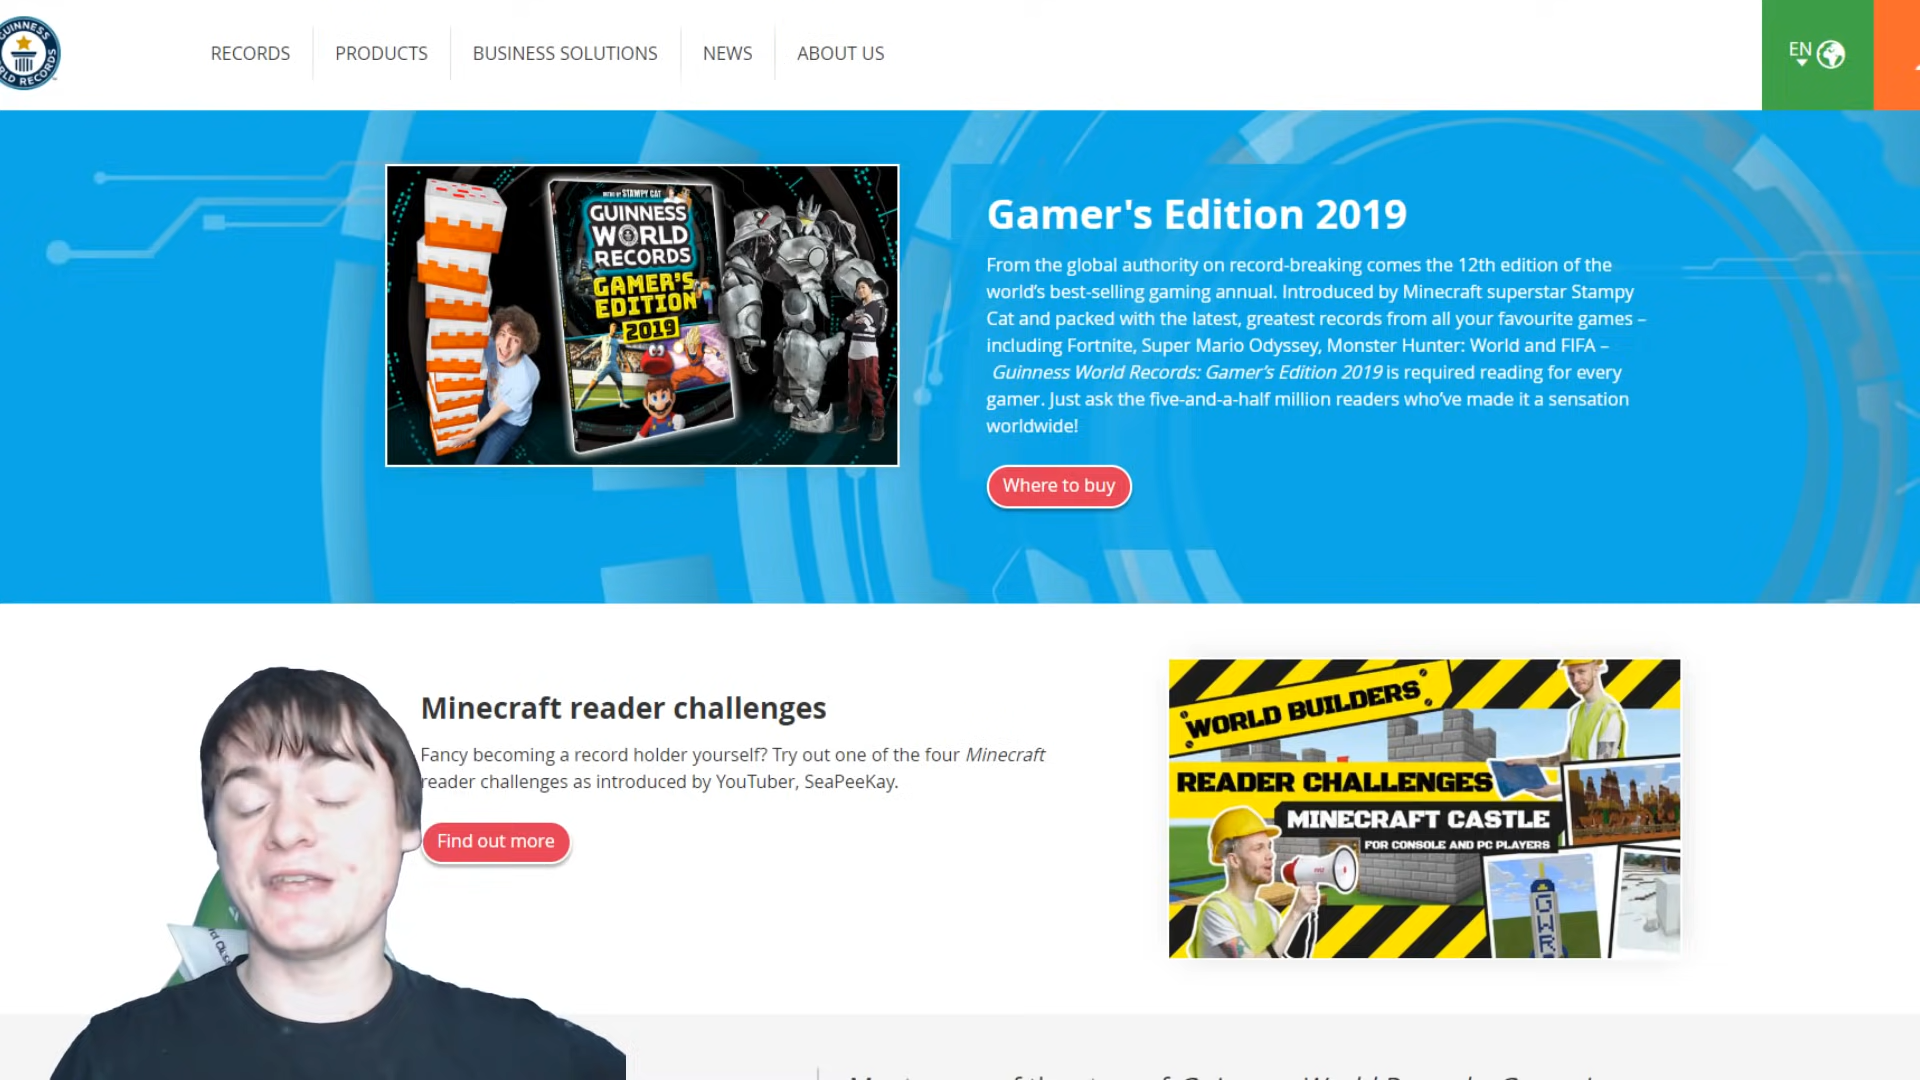 GUINNESS
WORLD RECORDS
RECORDS
PRODUCTS
BUSINESS SOLUTIONS
NEWS
ABOUT US
EN
INTRO BY STAMPY CAT
GUINNESS
WORLD
RECORDS
GAMER'S
EDITION
2019
Gamer's Edition 2019
From the global authority on record-breaking comes the 12th edition of the
world's best-selling gaming annual. Introduced by Minecraft superstar Stampy
Cat and packed with the latest, greatest records from all your favourite games –
including Fortnite, Super Mario Odyssey, Monster Hunter: World and FIFA –
Guinness World Records: Gamer's Edition 2019 is required reading for every
gamer. Just ask the five-and-a-half million readers who've made it a sensation
worldwide!
Where to buy
Minecraft reader challenges
Fancy becoming a record holder yourself? Try out one of the four Minecraft
reader challenges as introduced by YouTuber, SeaPeeKay.
Find out more
WORLD BUILDERS
READER CHALLENGES
MINECRAFT CASTLE
FOR CONSOLE AND PC PLAYERS
GWR